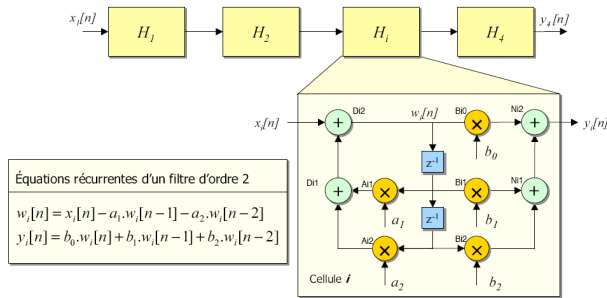 x₁[n] H₁ H₂ Hᵢ H₄ y₄[n]
Di2 wᵢ[n] Bi0 Ni2
xᵢ[n] + × + yᵢ[n]
b₀
z⁻¹
Di1 Ai1 Bi1 Ni1
+ × × +
a₁ b₁
z⁻¹
Ai2 Bi2
× ×
a₂ b₂
Cellule i
Équations récurrentes d'un filtre d'ordre 2
wᵢ[n] = xᵢ[n] − a₁.wᵢ[n−1] − a₂.wᵢ[n−2]
yᵢ[n] = b₀.wᵢ[n] + b₁.wᵢ[n−1] + b₂.wᵢ[n−2]